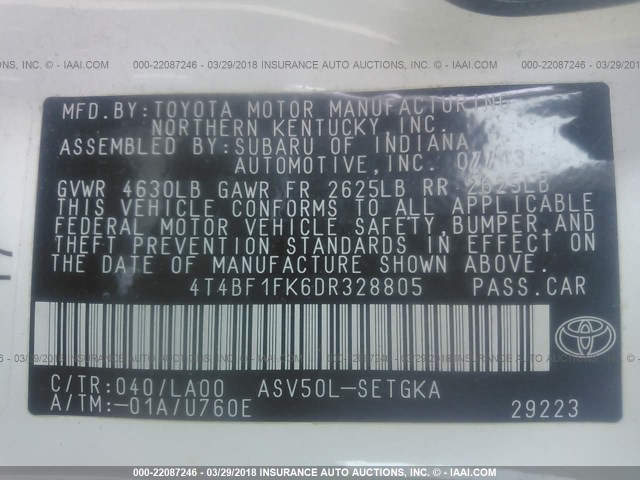 000-22087246 | 03/29/2018 INSURANCE AUTO AUCTIONS, INC. - IAAI.COM
MFD. BY: TOYOTA MOTOR MANUFACTURING
NORTHERN KENTUCKY, INC.
ASSEMBLED BY: SUBARU OF INDIANA
AUTOMOTIVE, INC.
GVWR 4630LB GAWR FR 2625LB RR 2625LB
THIS VEHICLE CONFORMS TO ALL APPLICABLE
FEDERAL MOTOR VEHICLE SAFETY, BUMPER, AND
THEFT PREVENTION STANDARDS IN EFFECT ON
THE DATE OF MANUFACTURE SHOWN ABOVE.
4T4BF1FK6DR328805 PASS. CAR
C/TR: 040/LA00 ASV50L-SETGKA
A/TM: -01A/U760E
29223
000-22087246 | 03/29/2018 INSURANCE AUTO AUCTIONS, INC. - IAAI.COM